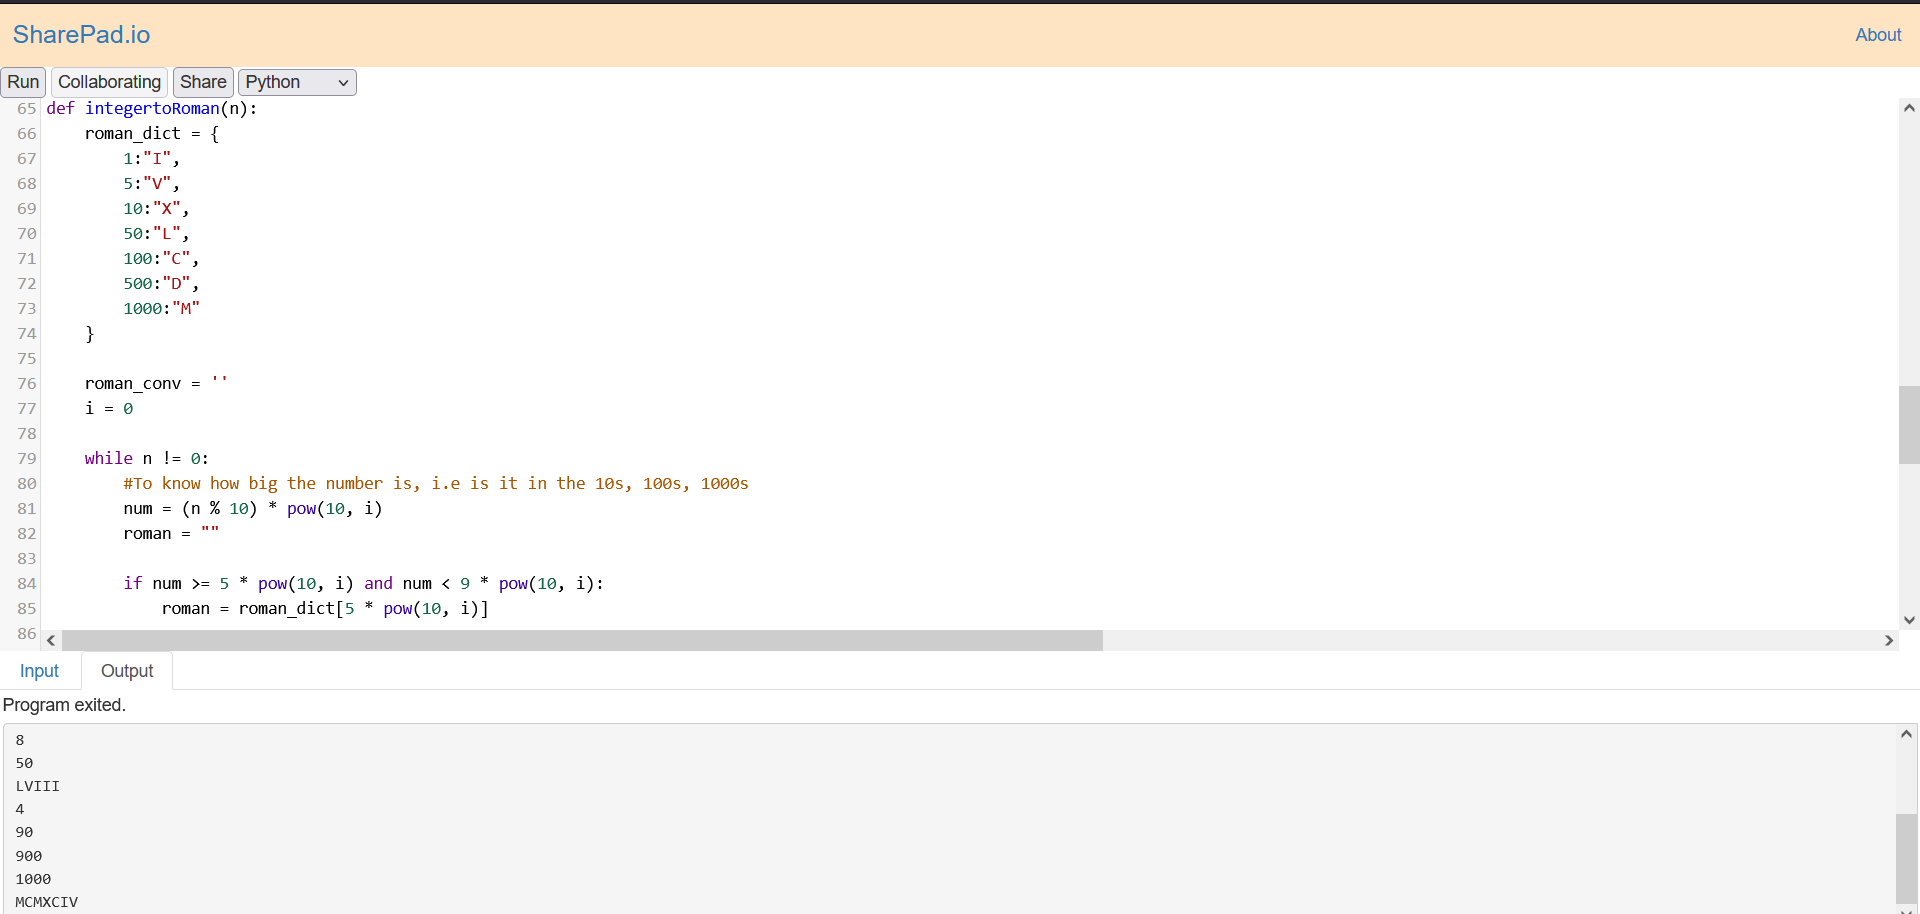 SharePad.io
About
Run Collaborating Share Python
65 def integertoRoman(n):
66     roman_dict = {
67         1:"I",
68         5:"V",
69         10:"X",
70         50:"L",
71         100:"C",
72         500:"D",
73         1000:"M"
74     }
75
76     roman_conv = ''
77     i = 0
78
79     while n != 0:
80         #To know how big the number is, i.e is it in the 10s, 100s, 1000s
81         num = (n % 10) * pow(10, i)
82         roman = ""
83
84         if num >= 5 * pow(10, i) and num < 9 * pow(10, i):
85             roman = roman_dict[5 * pow(10, i)]
86
Input Output
Program exited.
8
50
LVIII
4
90
900
1000
MCMXCIV